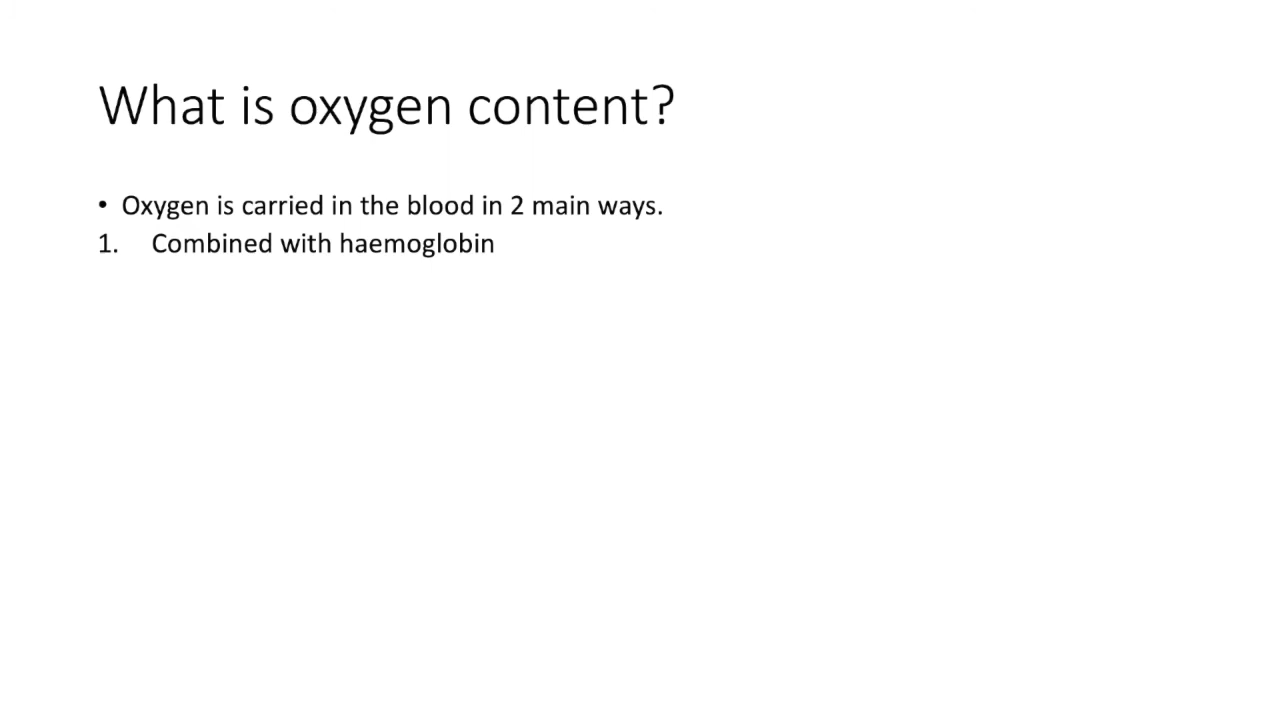 What is oxygen content?
• Oxygen is carried in the blood in 2 main ways.
1. Combined with haemoglobin